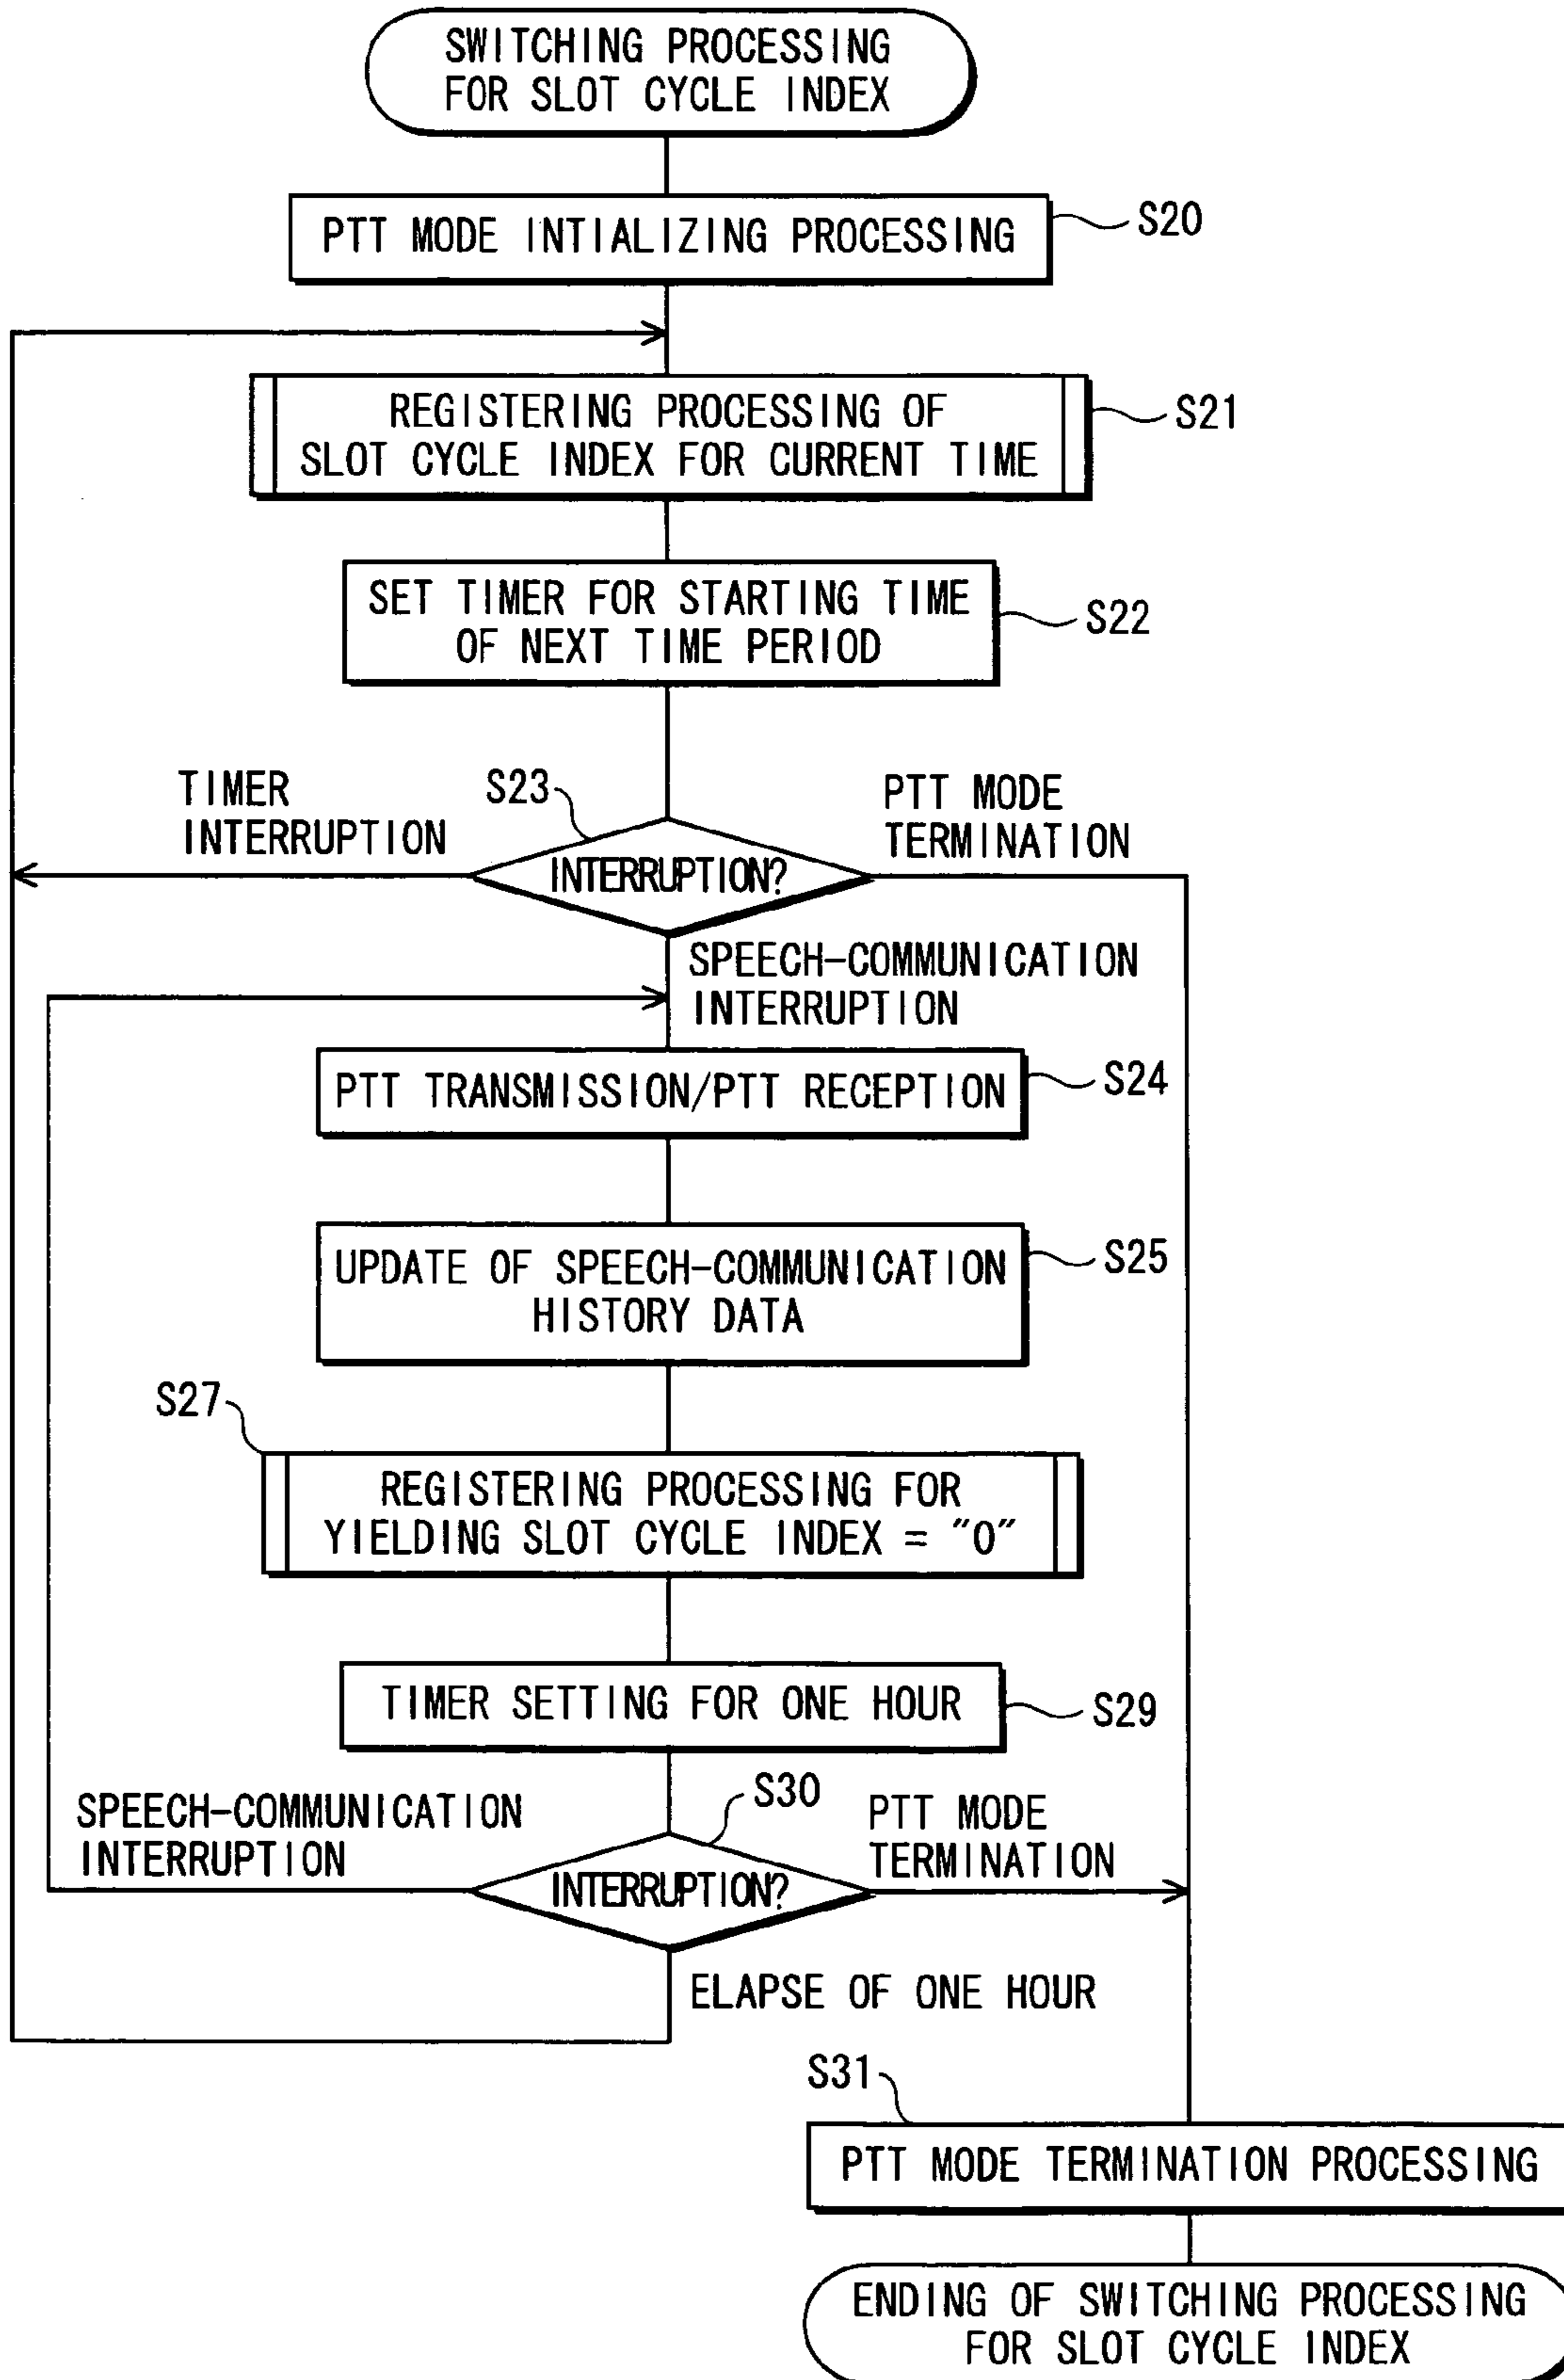 SWITCHING PROCESSING
FOR SLOT CYCLE INDEX
PTT MODE INTIALIZING PROCESSING
S20
REGISTERING PROCESSING OF
SLOT CYCLE INDEX FOR CURRENT TIME
S21
SET TIMER FOR STARTING TIME
OF NEXT TIME PERIOD
S22
TIMER
INTERRUPTION
S23
PTT MODE
TERMINATION
INTERRUPTION?
SPEECH-COMMUNICATION
INTERRUPTION
PTT TRANSMISSION/PTT RECEPTION
S24
UPDATE OF SPEECH-COMMUNICATION
HISTORY DATA
S25
S27
REGISTERING PROCESSING FOR
YIELDING SLOT CYCLE INDEX = "0"
TIMER SETTING FOR ONE HOUR
S29
S30
SPEECH-COMMUNICATION
INTERRUPTION
PTT MODE
TERMINATION
INTERRUPTION?
ELAPSE OF ONE HOUR
S31
PTT MODE TERMINATION PROCESSING
ENDING OF SWITCHING PROCESSING
FOR SLOT CYCLE INDEX